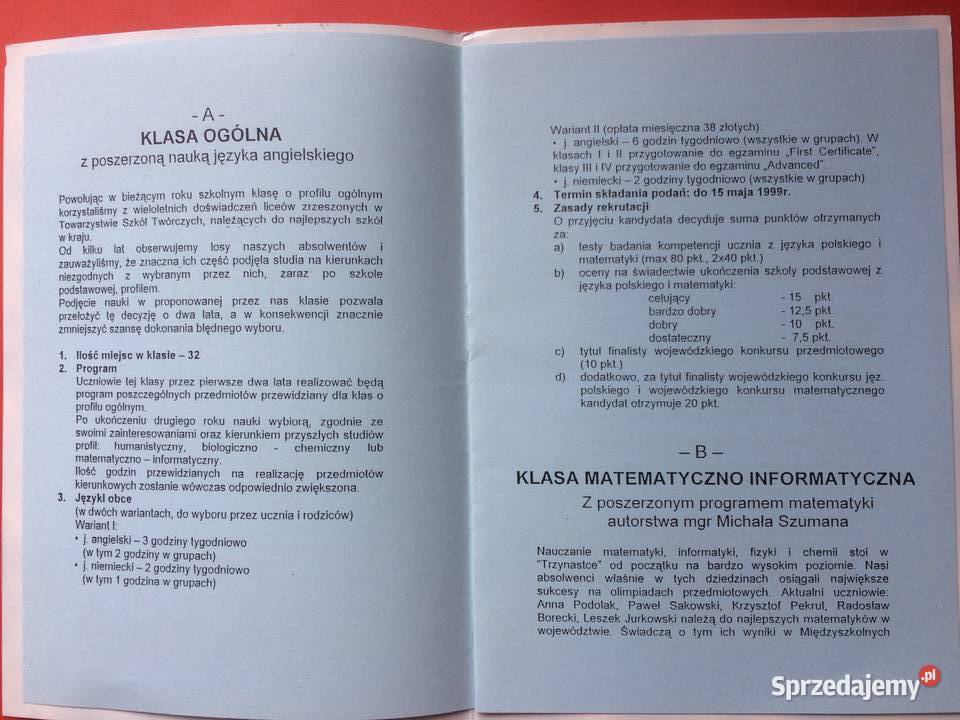 - A -
KLASA OGÓLNA
z poszerzoną nauką języka angielskiego
Powołując w bieżącym roku szkolnym klasę o profilu ogólnym
korzystaliśmy z wieloletnich doświadczeń liceów zrzeszonych w
Towarzystwie Szkół Twórczych, należących do najlepszych szkół
w kraju.
Od kilku lat obserwujemy losy naszych absolwentów i
zauważyliśmy, że znaczna ich część podjęła studia na kierunkach
niezgodnych z wybranym przez nich, zaraz po szkole
podstawowej, profilem.
Podjęcie nauki w proponowanej przez nas klasie pozwala
przełożyć tę decyzję o dwa lata, a w konsekwencji znacznie
zmniejszyć szansę dokonania błędnego wyboru.
1. Ilość miejsc w klasie – 32
2. Program
Uczniowie tej klasy przez pierwsze dwa lata realizować będą
program poszczególnych przedmiotów przewidziany dla klas o
profilu ogólnym.
Po ukończeniu drugiego roku nauki wybiorą, zgodnie ze
swoimi zainteresowaniami oraz kierunkiem przyszłych studiów
profil: humanistyczny, biologiczno - chemiczny lub
matematyczno – informatyczny.
Ilość godzin przewidzianych na realizację przedmiotów
kierunkowych zostanie wówczas odpowiednio zwiększona.
3. Języki obce
(w dwóch wariantach, do wyboru przez ucznia i rodziców)
Wariant I:
• j. angielski – 3 godziny tygodniowo
(w tym 2 godziny w grupach)
• j. niemiecki – 2 godziny tygodniowo
(w tym 1 godzina w grupach)
Wariant II (opłata miesięczna 38 złotych):
• j. angielski – 6 godzin tygodniowo (wszystkie w grupach). W
klasach I i II przygotowanie do egzaminu „First Certificate”,
klasy III i IV przygotowanie do egzaminu „Advanced”.
• j. niemiecki – 2 godziny tygodniowo (wszystkie w grupach)
4. Termin składania podań: do 15 maja 1999r.
5. Zasady rekrutacji
O przyjęciu kandydata decyduje suma punktów otrzymanych
za:
a) testy badania kompetencji ucznia z języka polskiego i
matematyki (max 80 pkt., 2x40 pkt.)
b) oceny na świadectwie ukończenia szkoły podstawowej z
języka polskiego i matematyki:
celujący - 15 pkt.
bardzo dobry - 12,5 pkt.
dobry - 10 pkt.
dostateczny - 7,5 pkt.
c) tytuł finalisty wojewódzkiego konkursu przedmiotowego
(10 pkt.)
d) dodatkowo, za tytuł finalisty wojewódzkiego konkursu jęz.
polskiego i wojewódzkiego konkursu matematycznego
kandydat otrzymuje 20 pkt.
– B –
KLASA MATEMATYCZNO INFORMATYCZNA
Z poszerzonym programem matematyki
autorstwa mgr Michała Szumana
Nauczanie matematyki, informatyki, fizyki i chemii stoi w
"Trzynastce" od początku na bardzo wysokim poziomie. Nasi
absolwenci właśnie w tych dziedzinach osiągali największe
sukcesy na olimpiadach przedmiotowych. Aktualni uczniowie:
Anna Podolak, Paweł Sakowski, Krzysztof Pekrul, Radosław
Borecki, Leszek Jurkowski należą do najlepszych matematyków w
województwie. Świadczą o tym ich wyniki w Międzyszkolnych
Sprzedajemy.pl